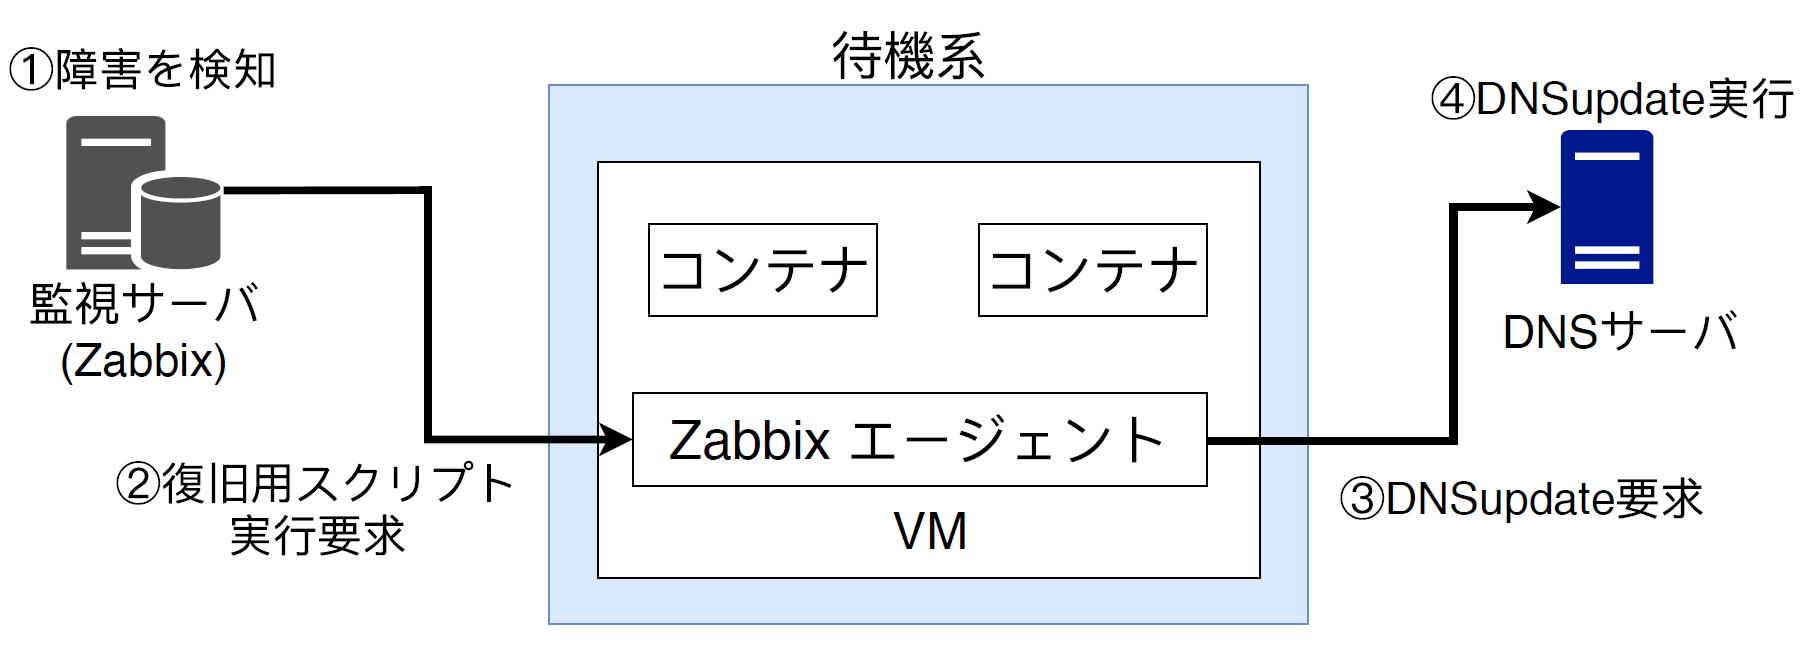 ①障害を検知
監視サーバ
(Zabbix)
②復旧用スクリプト
実行要求
待機系
コンテナ
コンテナ
Zabbix エージェント
VM
③DNSupdate要求
④DNSupdate実行
DNSサーバ